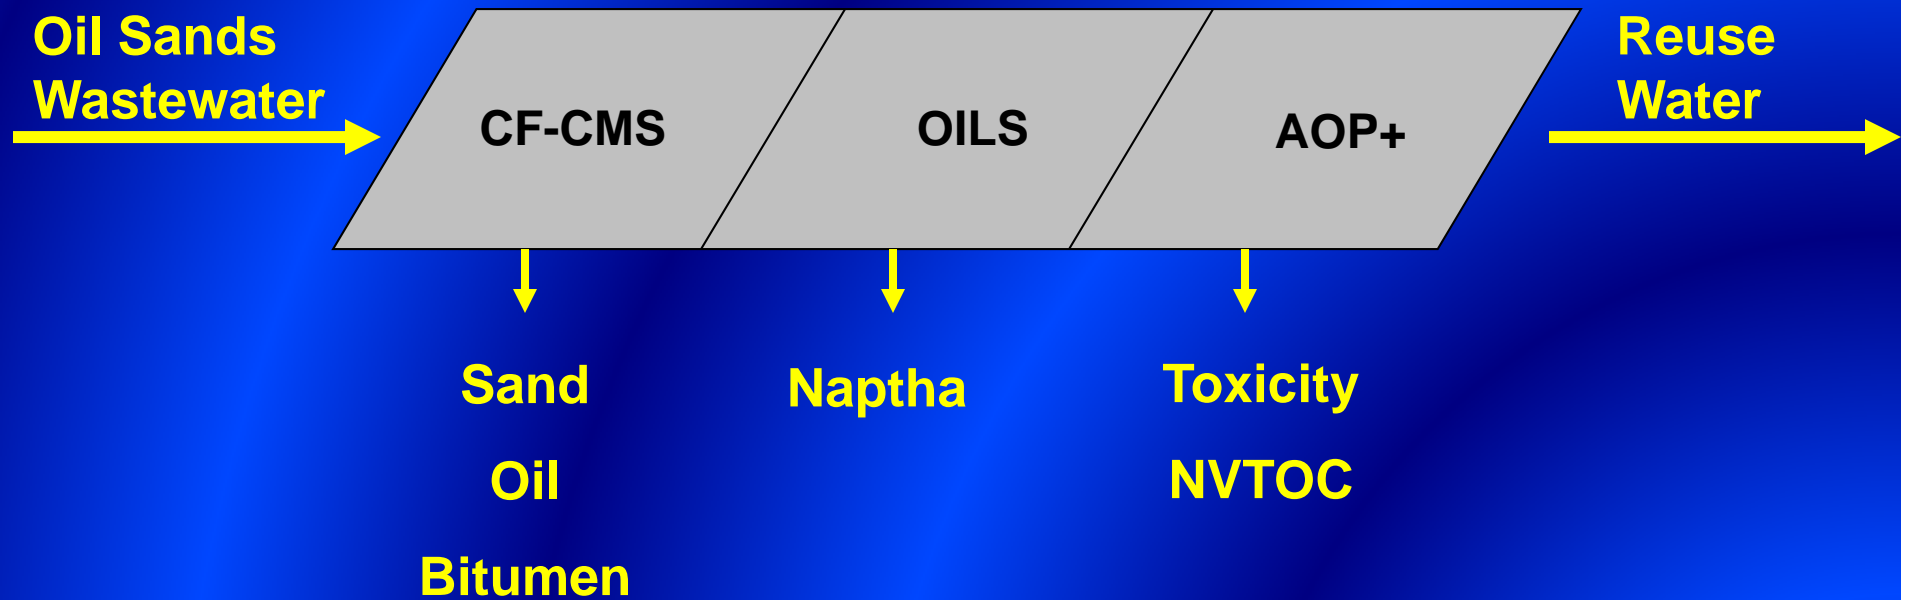 Oil Sands
Wastewater
CF-CMS
OILS
AOP+
Reuse
Water
Sand
Oil
Bitumen
Naptha
Toxicity
NVTOC